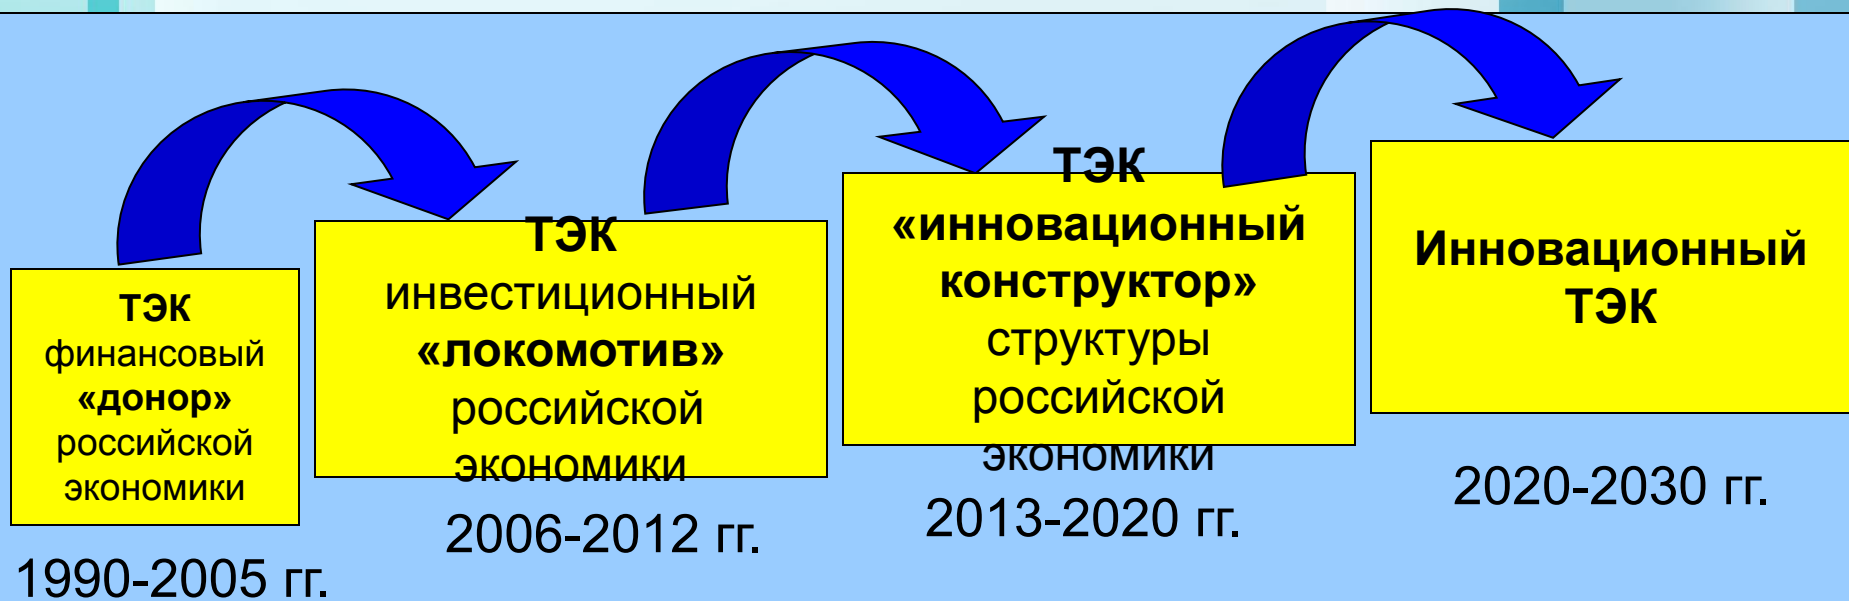 ТЭК
финансовый
«донор»
российской
экономики
1990-2005 гг.
ТЭК
инвестиционный
«локомотив»
российской
экономики
2006-2012 гг.
ТЭК
«инновационный
конструктор»
структуры
российской
экономики
2013-2020 гг.
Инновационный
ТЭК
2020-2030 гг.